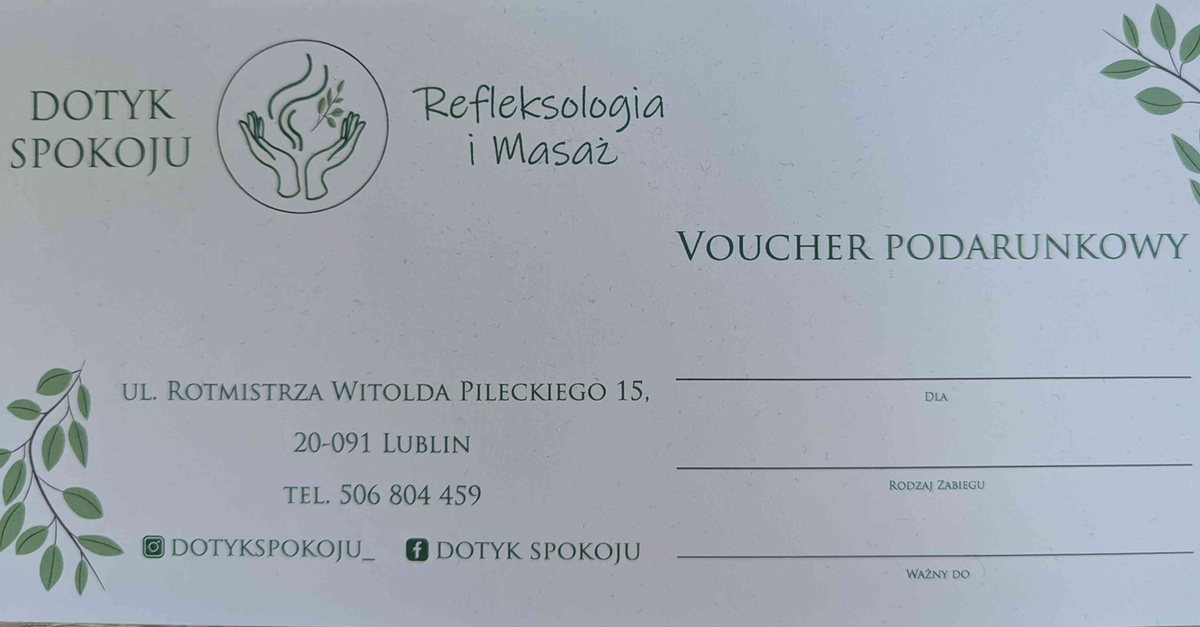 DOTYK
SPOKOJU
Refleksologia
i Masaż
VOUCHER PODARUNKOWY
UL. ROTMISTRZA WITOLDA PILECKIEGO 15,
20-091 LUBLIN
TEL. 506 804 459
DOTYKSPOKOJU_ DOTYK SPOKOJU
DLA
RODZAJ ZABIEGU
WAŻNY DO